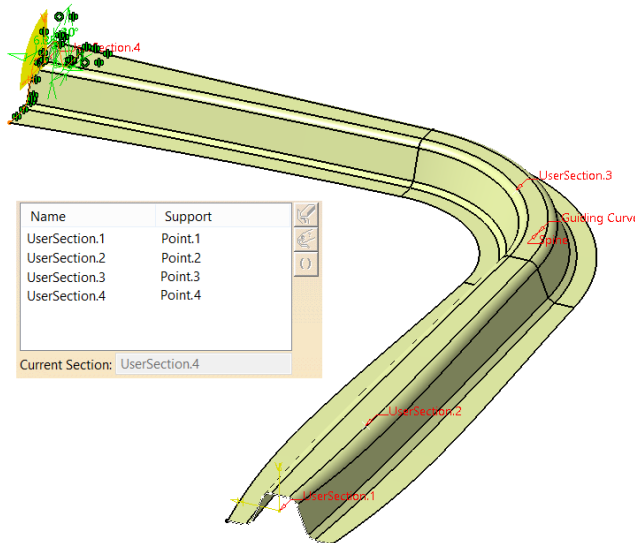 UserSection.4
UserSection.3
Guiding Curve
Spine
Name Support
UserSection.1 Point.1
UserSection.2 Point.2
UserSection.3 Point.3
UserSection.4 Point.4
Current Section: UserSection.4
UserSection.2
UserSection.1